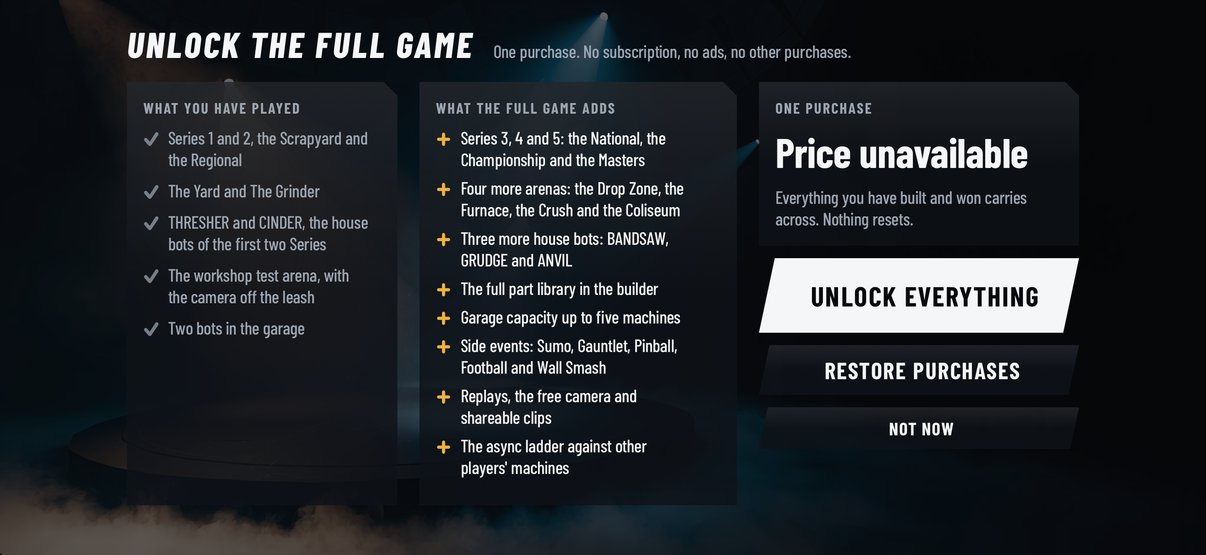 UNLOCK THE FULL GAME
One purchase. No subscription, no ads, no other purchases.
WHAT YOU HAVE PLAYED
Series 1 and 2, the Scrapyard and
the Regional
The Yard and The Grinder
THRESHER and CINDER, the house
bots of the first two Series
The workshop test arena, with
the camera off the leash
Two bots in the garage
WHAT THE FULL GAME ADDS
Series 3, 4 and 5: the National, the
Championship and the Masters
Four more arenas: the Drop Zone, the
Furnace, the Crush and the Coliseum
Three more house bots: BANDSAW,
GRUDGE and ANVIL
The full part library in the builder
Garage capacity up to five machines
Side events: Sumo, Gauntlet, Pinball,
Football and Wall Smash
Replays, the free camera and
shareable clips
The async ladder against other
players' machines
ONE PURCHASE
Price unavailable
Everything you have built and won carries
across. Nothing resets.
UNLOCK EVERYTHING
RESTORE PURCHASES
NOT NOW